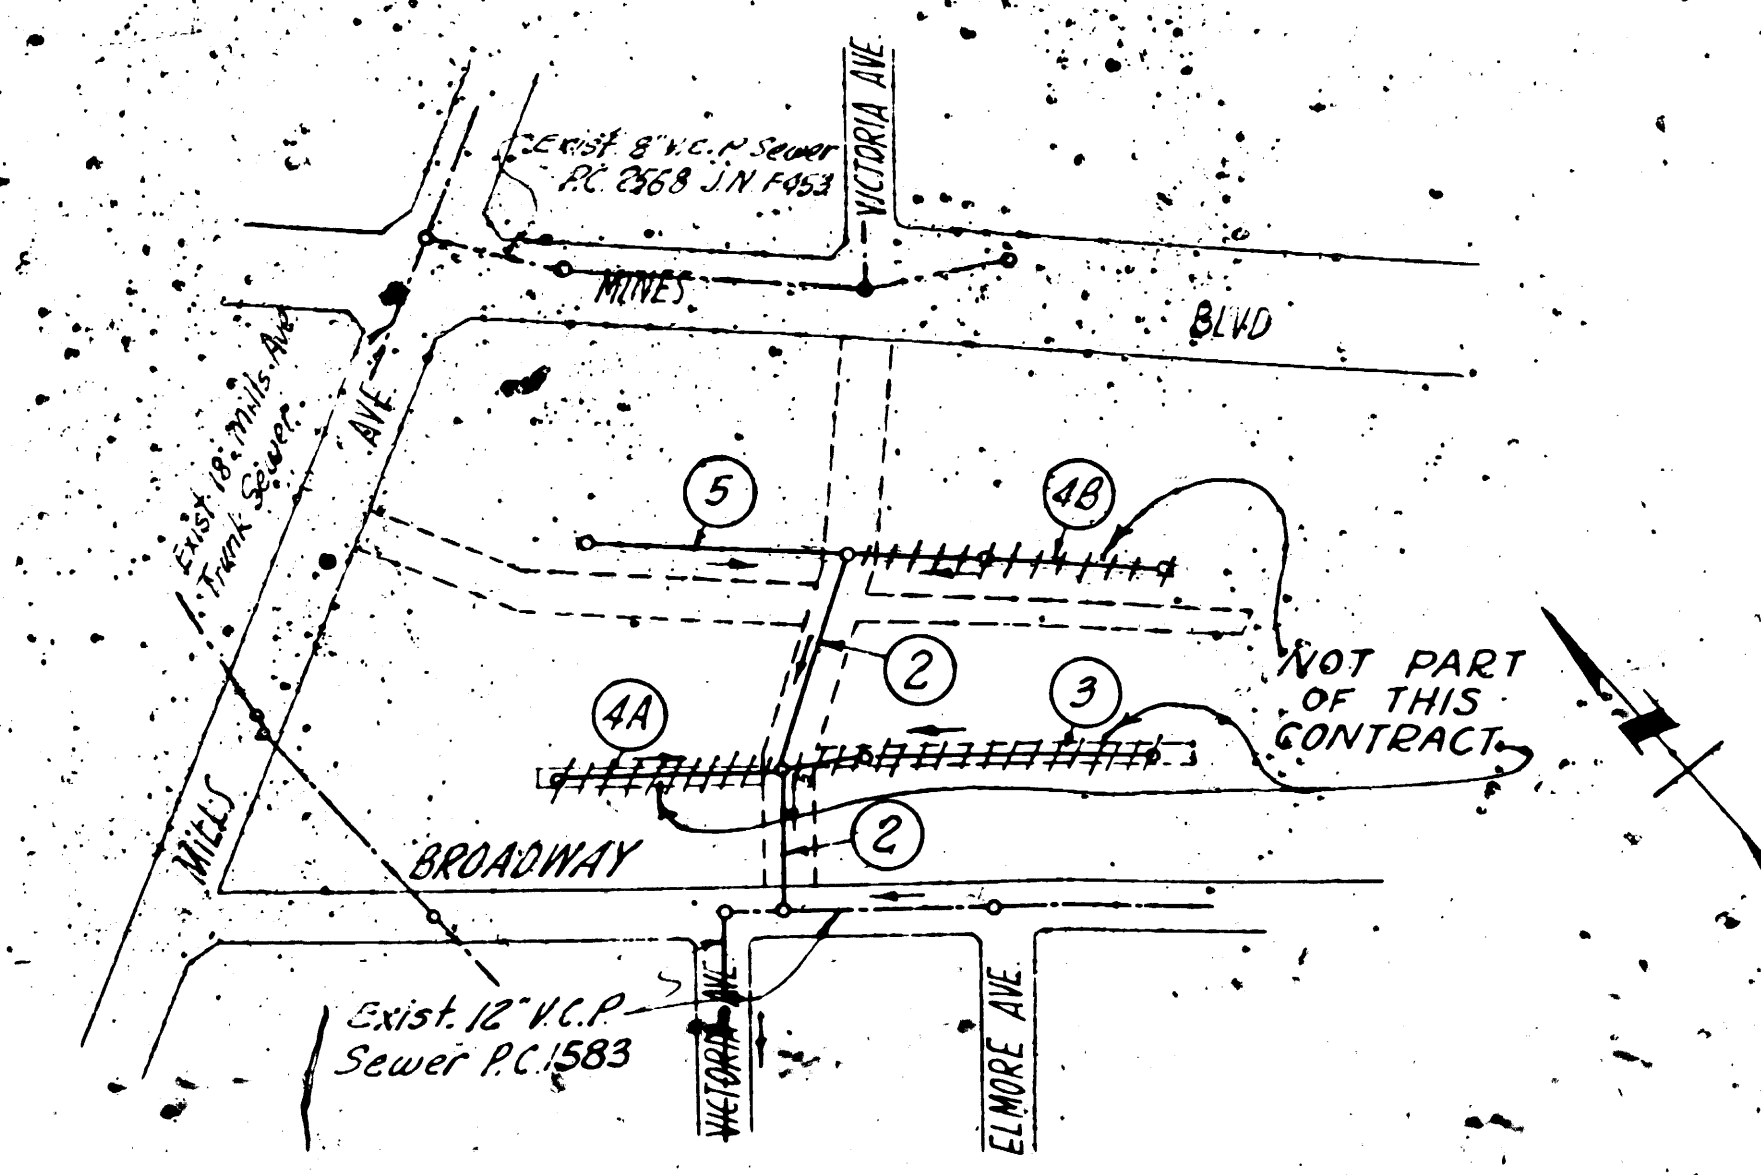 VICTORIA AVE.
Exist. 8" V.C.P. Sewer
P.C. 2568 J.N. F953
MINES
BLVD
Exist. 18" Mills Ave
Trunk Sewer.
AVE.
5
4B
2
NOT PART
OF THIS
CONTRACT
3
4A
MILLS
BROADWAY
2
Exist. 12" V.C.P.
Sewer P.C. 1583
VICTORIA AVE
ELMORE AVE.